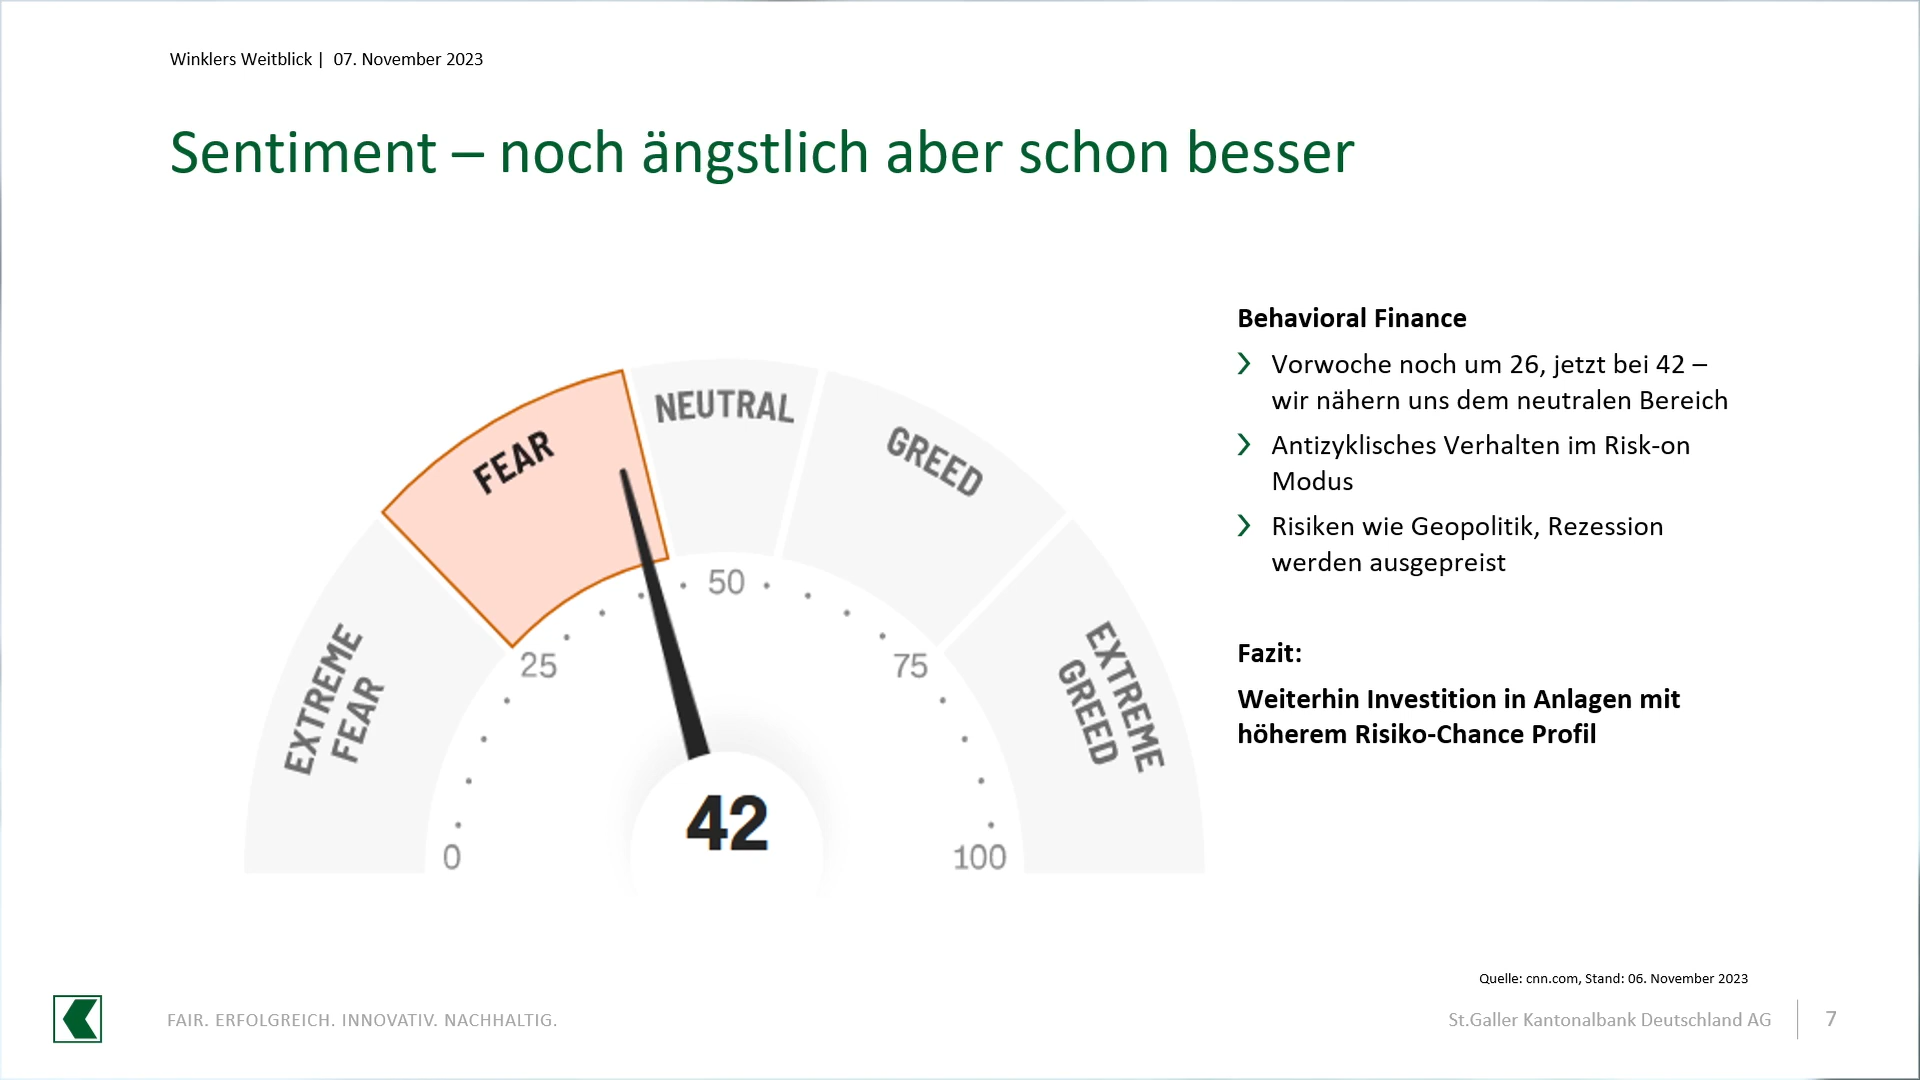 Winklers Weitblick | 07. November 2023
Sentiment – noch ängstlich aber schon besser
EXTREME
FEAR
FEAR
NEUTRAL
GREED
EXTREME
GREED
0
25
50
75
100
42
Behavioral Finance
Vorwoche noch um 26, jetzt bei 42 –
wir nähern uns dem neutralen Bereich
Antizyklisches Verhalten im Risk-on
Modus
Risiken wie Geopolitik, Rezession
werden ausgepreist
Fazit:
Weiterhin Investition in Anlagen mit
höherem Risiko-Chance Profil
Quelle: cnn.com, Stand: 06. November 2023
FAIR. ERFOLGREICH. INNOVATIV. NACHHALTIG.
St.Galler Kantonalbank Deutschland AG
7